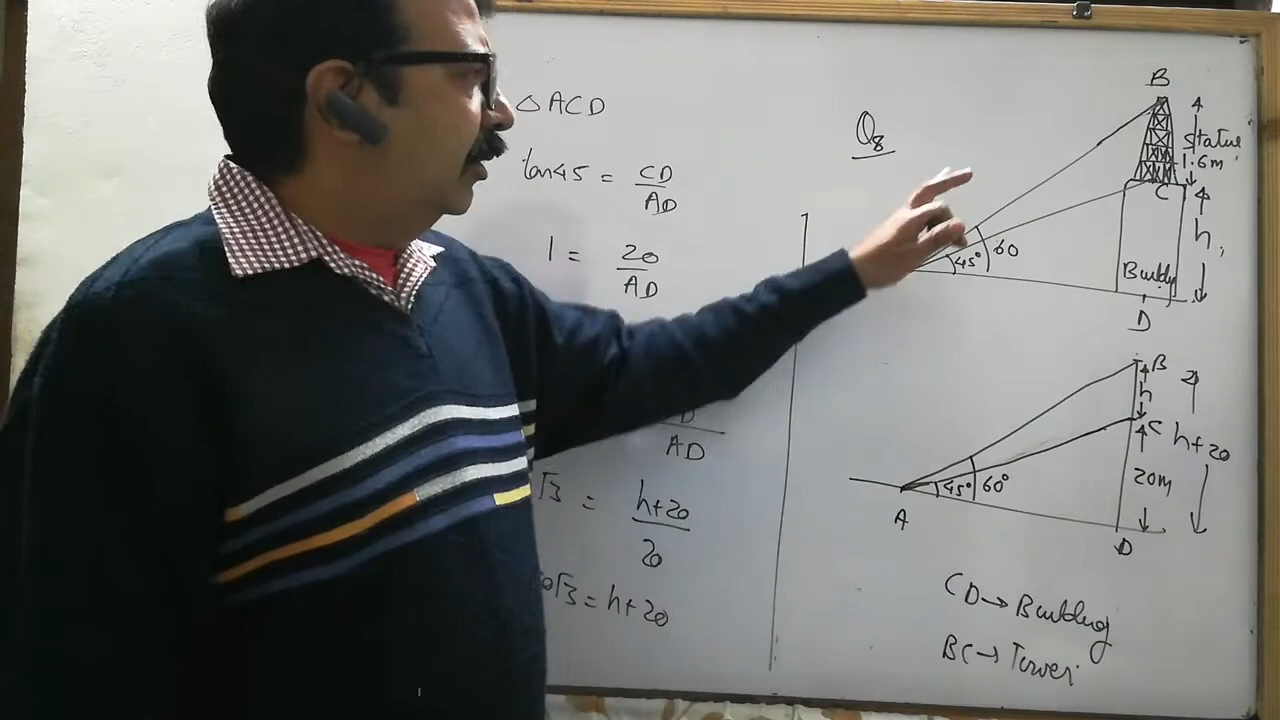 △ ACD
tan45 = CD/AD
1 = 20/AD
D/AD
√3 = h+20/20
0√3 = h+20
Q8
B
Statue
1.6m
C
h
45°
60
D
B
h
C
h+20
20m
45°
60°
A
D
CD→Building
BC→Tower